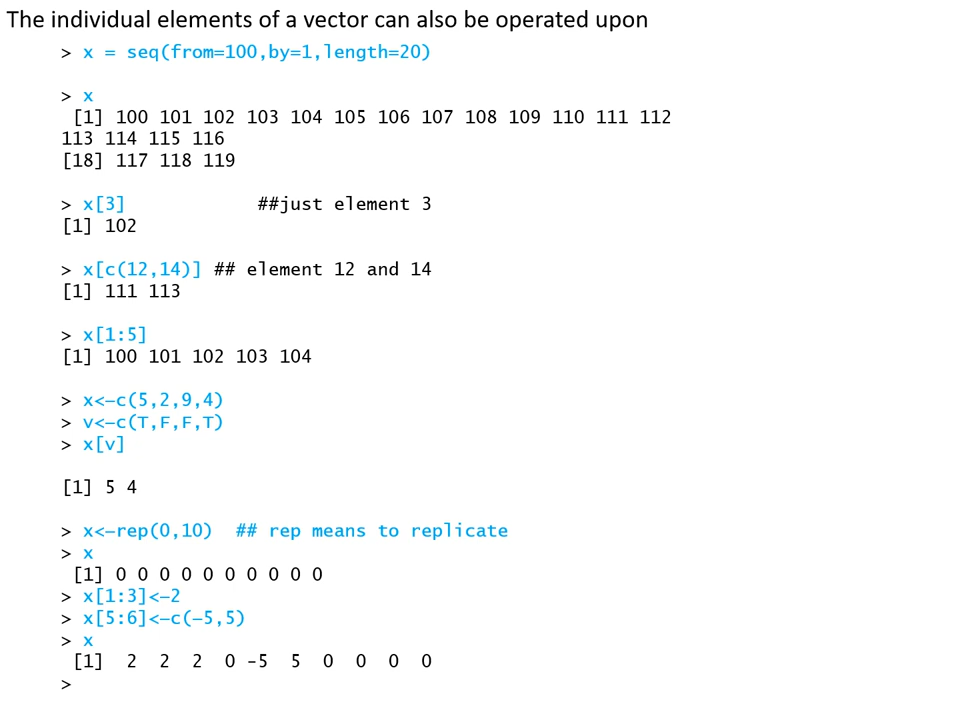 The individual elements of a vector can also be operated upon
> x = seq(from=100,by=1,length=20)
> x
[1] 100 101 102 103 104 105 106 107 108 109 110 111 112
113 114 115 116
[18] 117 118 119
> x[3] ##just element 3
[1] 102
> x[c(12,14)] ## element 12 and 14
[1] 111 113
> x[1:5]
[1] 100 101 102 103 104
> x<-c(5,2,9,4)
> v<-c(T,F,F,T)
> x[v]
[1] 5 4
> x<-rep(0,10) ## rep means to replicate
> x
[1] 0 0 0 0 0 0 0 0 0 0
> x[1:3]<-2
> x[5:6]<-c(-5,5)
> x
[1] 2 2 2 0 -5 5 0 0 0 0
>